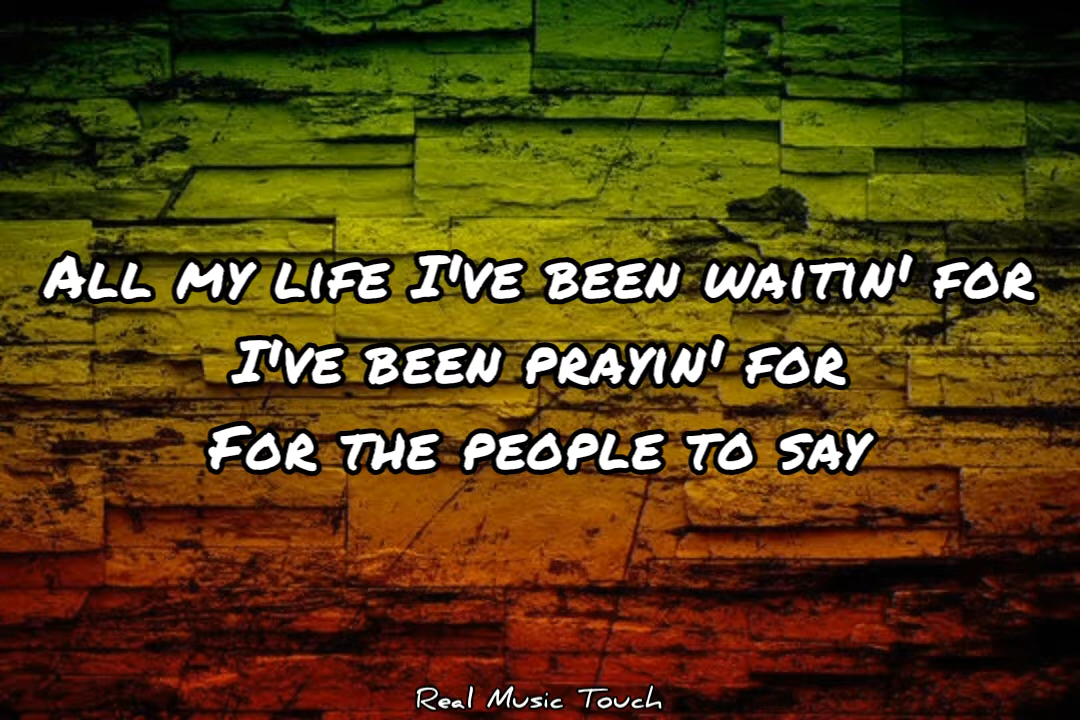 All my life I've been waitin' for
I've been prayin' for
For the people to say
Real Music Touch